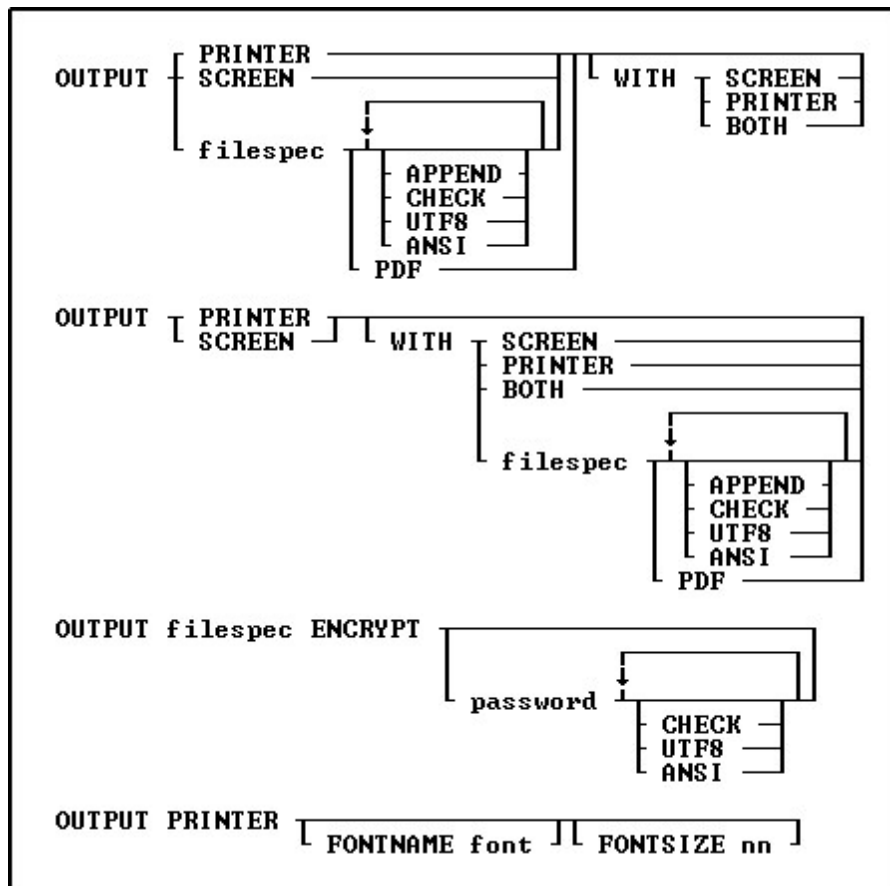 PRINTER
OUTPUT SCREEN WITH SCREEN
PRINTER
BOTH
filespec
APPEND
CHECK
UTF8
ANSI
PDF
OUTPUT PRINTER
SCREEN WITH SCREEN
PRINTER
BOTH
filespec
APPEND
CHECK
UTF8
ANSI
PDF
OUTPUT filespec ENCRYPT
password
CHECK
UTF8
ANSI
OUTPUT PRINTER
FONTNAME font FONTSIZE nn